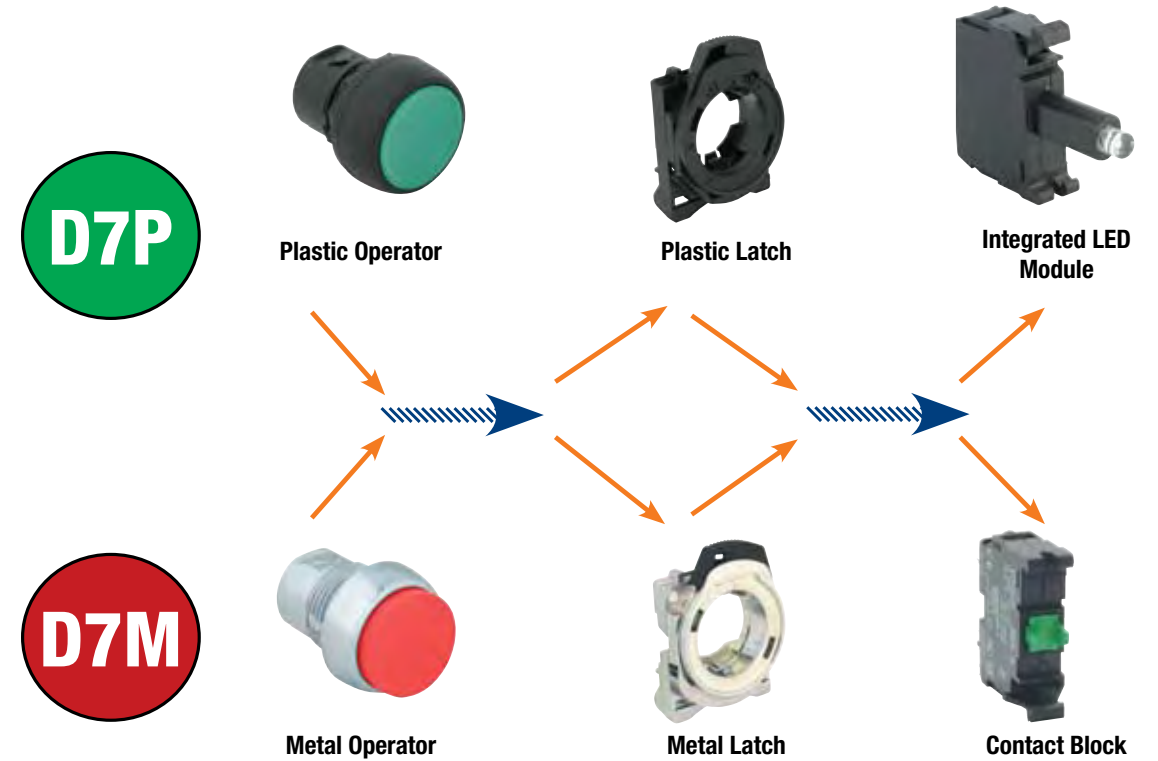 D7P
Plastic Operator
Plastic Latch
Integrated LED
Module
D7M
Metal Operator
Metal Latch
Contact Block